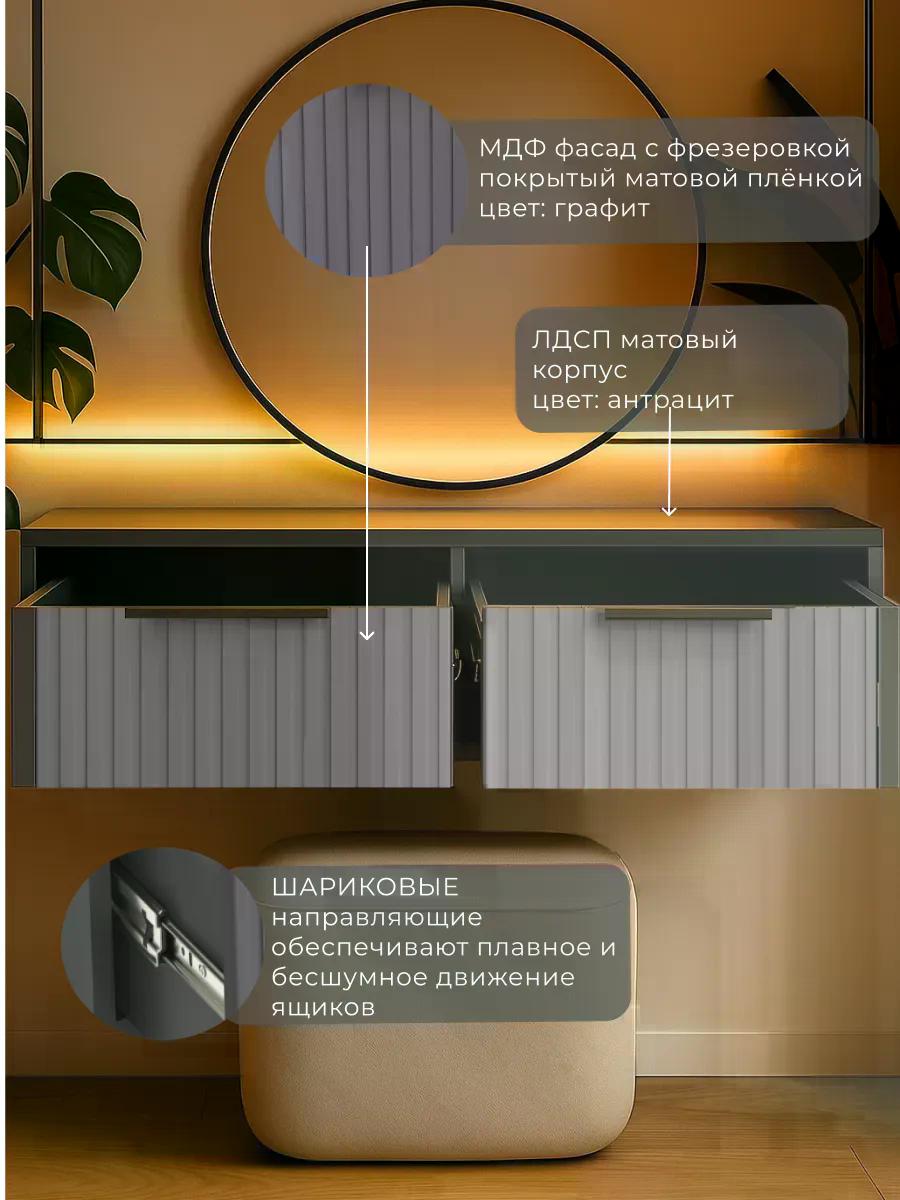 МДФ фасад с фрезеровкой
покрытый матовой плёнкой
цвет: графит
ЛДСП матовый
корпус
цвет: антрацит
ШАРИКОВЫЕ
направляющие
обеспечивают плавное и
бесшумное движение
ящиков